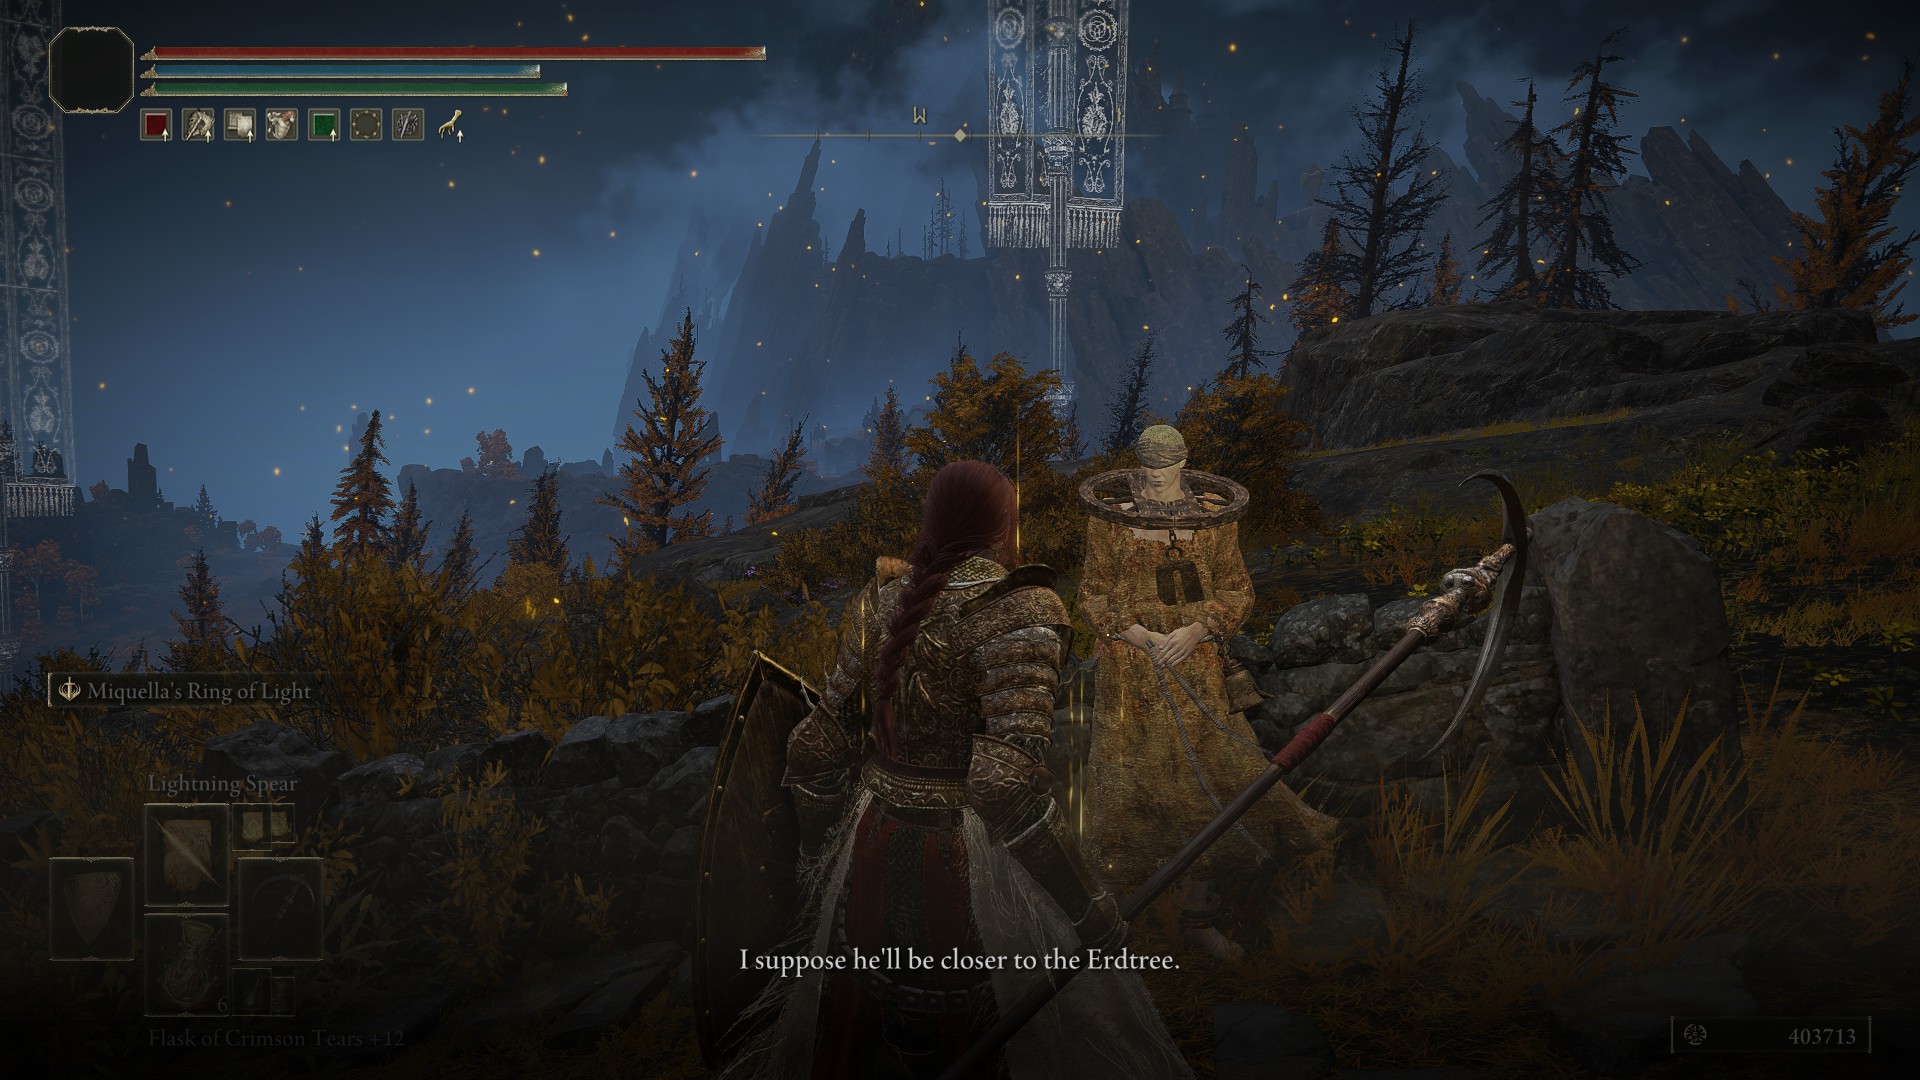 W
Miquella's Ring of Light
Lightning Spear
6
Flask of Crimson Tears +12
I suppose he'll be closer to the Erdtree.
403713